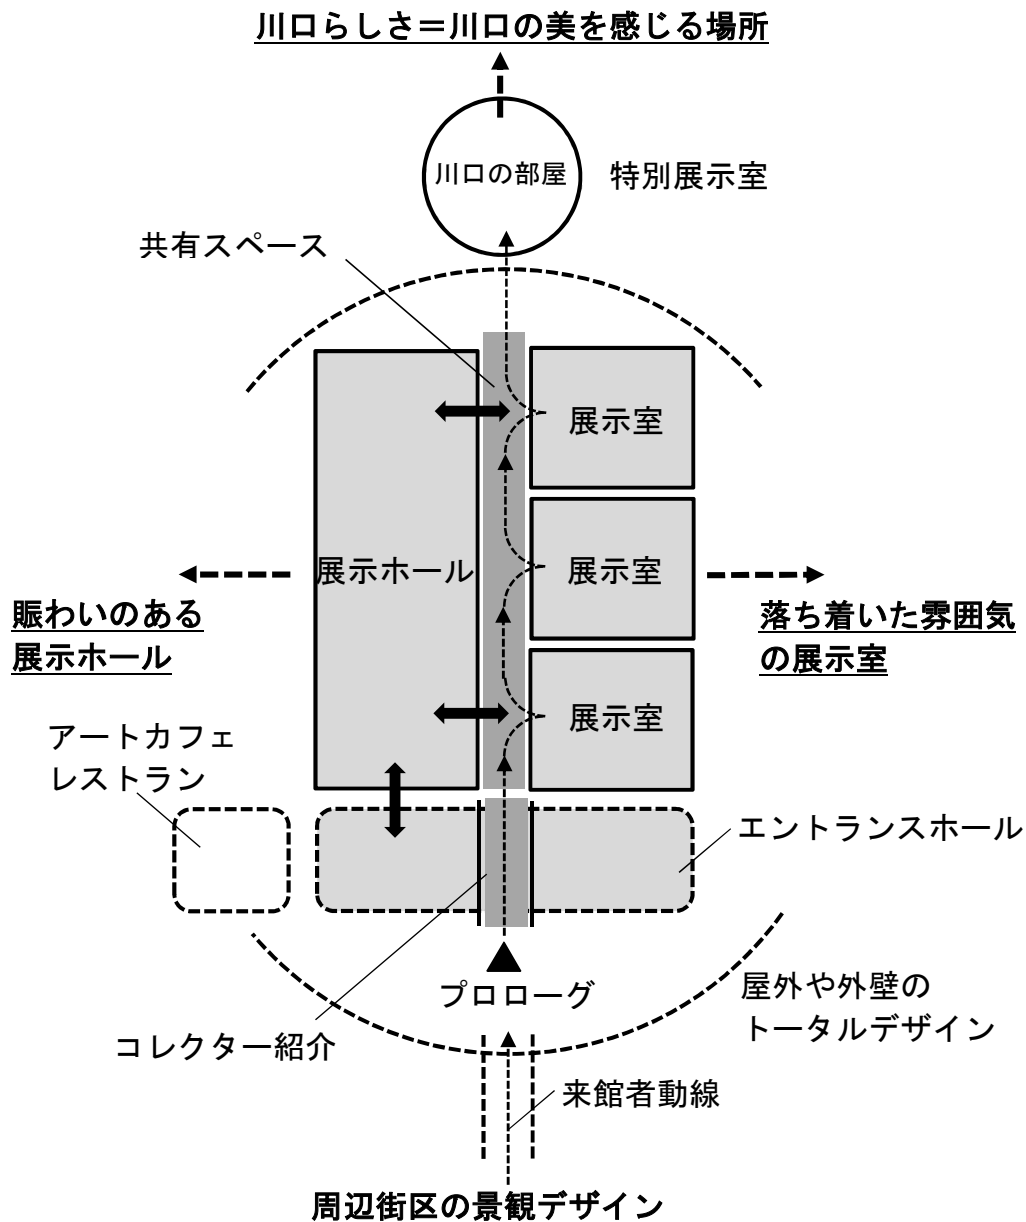 川口らしさ＝川口の美を感じる場所
川口の部屋
特別展示室
共有スペース
展示室
展示ホール
展示室
賑わいのある
展示ホール
落ち着いた雰囲気
の展示室
展示室
アートカフェ
レストラン
エントランスホール
プロローグ
屋外や外壁の
トータルデザイン
コレクター紹介
来館者動線
周辺街区の景観デザイン